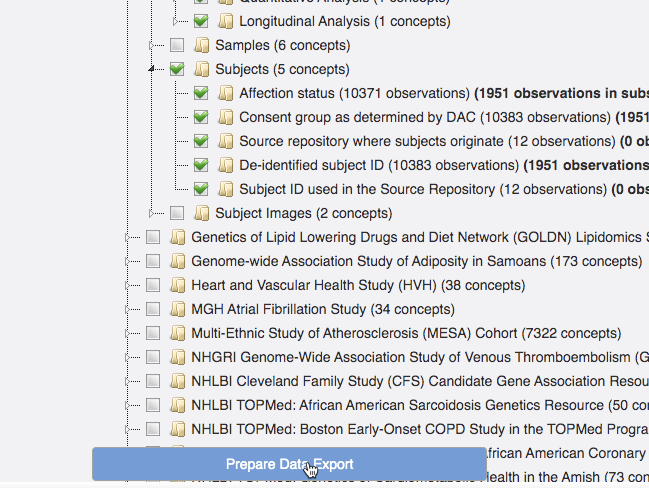 Quantitative Analysis (1 concepts)
Longitudinal Analysis (1 concepts)
Samples (6 concepts)
Subjects (5 concepts)
Affection status (10371 observations) (1951 observations in subs
Consent group as determined by DAC (10383 observations) (1951
Source repository where subjects originate (12 observations) (0 ob
De-identified subject ID (10383 observations) (1951 observations
Subject ID used in the Source Repository (12 observations) (0 obs
Subject Images (2 concepts)
Genetics of Lipid Lowering Drugs and Diet Network (GOLDN) Lipidomics S
Genome-wide Association Study of Adiposity in Samoans (173 concepts)
Heart and Vascular Health Study (HVH) (38 concepts)
MGH Atrial Fibrillation Study (34 concepts)
Multi-Ethnic Study of Atherosclerosis (MESA) Cohort (7322 concepts)
NHGRI Genome-Wide Association Study of Venous Thromboembolism (G
NHLBI Cleveland Family Study (CFS) Candidate Gene Association Resou
NHLBI TOPMed: African American Sarcoidosis Genetics Resource (50 con
NHLBI TOPMed: Boston Early-Onset COPD Study in the TOPMed Progra
frican American Coronary
Prepare Data Export
Health in the Amish (73 con